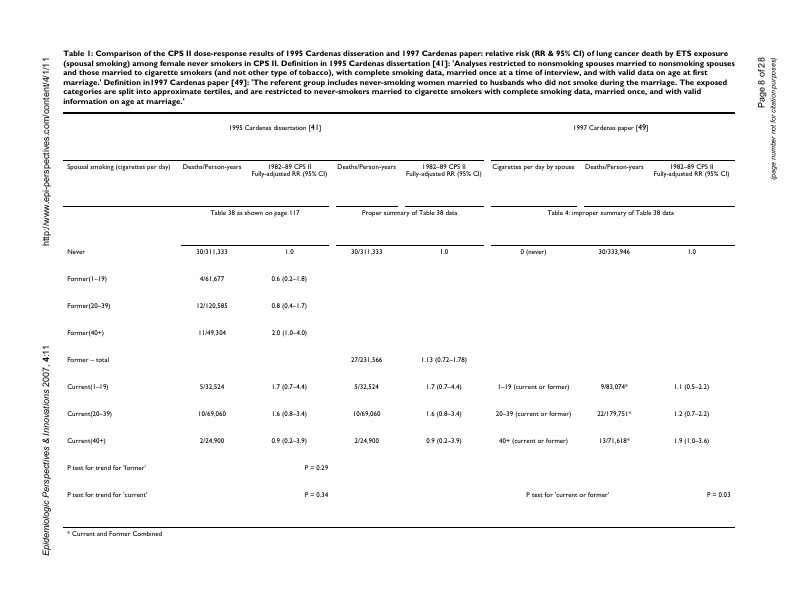 Table 1: Comparison of the CPS II dose-response results of 1995 Cardenas disseration and 1997 Cardenas paper: relative risk (RR & 95% CI) of lung cancer death by ETS exposure
(spousal smoking) among female never smokers in CPS II. Definition in 1995 Cardenas dissertation [41]: 'Analyses restricted to nonsmoking spouses married to nonsmoking spouses
and those married to cigarette smokers (and not other type of tobacco), with complete smoking data, married once at a time of interview, and with valid data on age at first
marriage.' Definition in1997 Cardenas paper [49]: 'The referent group includes never-smoking women married to husbands who did not smoke during the marriage. The exposed
categories are split into approximate tertiles, and are restricted to never-smokers married to cigarette smokers with complete smoking data, married once, and with valid
information on age at marriage.'
1995 Cardenas dissertation [41] 1997 Cardenas paper [49]
Spousal smoking (cigarettes per day) Deaths/Person-years 1982–89 CPS II Deaths/Person-years 1982–89 CPS II Cigarettes per day by spouse Deaths/Person-years 1982–89 CPS II
Fully-adjusted RR (95% CI) Fully-adjusted RR (95% CI) Fully-adjusted RR (95% CI)
Table 38 as shown on page 117 Proper summary of Table 38 data Table 4: improper summary of Table 38 data
Never 30/311,333 1.0 30/311,333 1.0 0 (never) 30/333,946 1.0
Former(1–19) 4/61,677 0.6 (0.2–1.8)
Former(20–39) 12/120,585 0.8 (0.4–1.7)
Former(40+) 11/49,304 2.0 (1.0–4.0)
Former – total 27/231,566 1.13 (0.72–1.78)
Current(1–19) 5/32,524 1.7 (0.7–4.4) 5/32,524 1.7 (0.7–4.4) 1–19 (current or former) 9/83,074* 1.1 (0.5–2.2)
Current(20–39) 10/69,060 1.6 (0.8–3.4) 10/69,060 1.6 (0.8–3.4) 20–39 (current or former) 22/179,751* 1.2 (0.7–2.2)
Current(40+) 2/24,900 0.9 (0.2–3.9) 2/24,900 0.9 (0.2–3.9) 40+ (current or former) 13/71,618* 1.9 (1.0–3.6)
P test for trend for 'former' P = 0.29
P test for trend for 'current' P = 0.34 P test for 'current or former' P = 0.03
* Current and Former Combined
Epidemiologic Perspectives & Innovations 2007, 4:11
http://www.epi-perspectives.com/content/4/1/11
Page 8 of 28
(page number not for citation purposes)